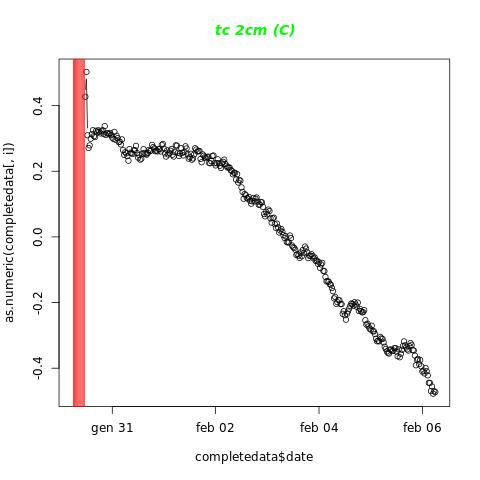 tc 2cm (C)
as.numeric(completedata[, i])
0.4
0.2
0.0
-0.2
-0.4
gen 31
feb 02
feb 04
feb 06
completedata$date